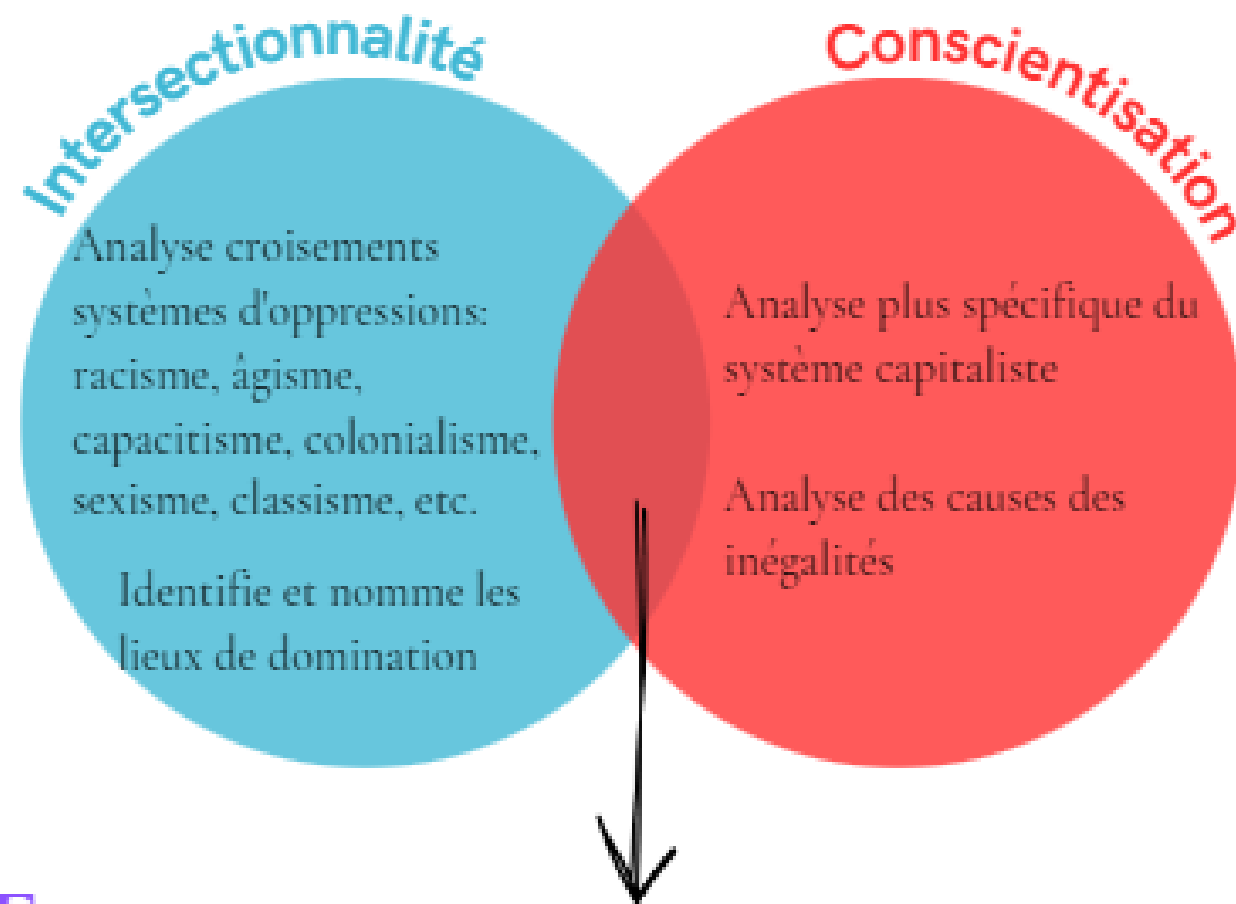 Intersectionnalité
Analyse croisements
systèmes d'oppressions:
racisme, âgisme,
capacitisme, colonialisme,
sexisme, classisme, etc.
Identifie et nomme les
lieux de domination
Conscientisation
Analyse plus spécifique du
système capitaliste
Analyse des causes des
inégalités